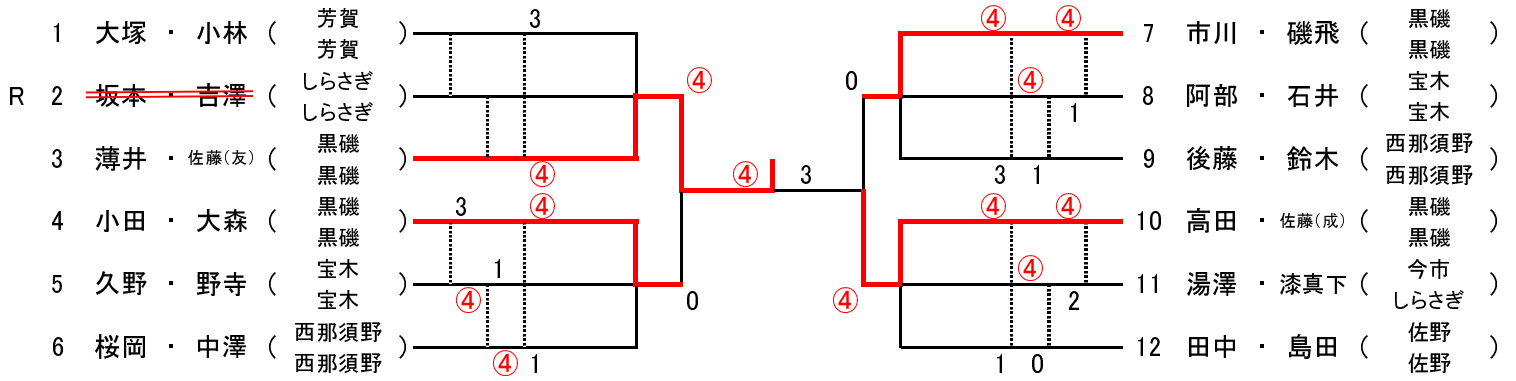 1 大塚 ・ 小林 ( 芳賀 芳賀 ) 3
R 2 坂本 ・ 吉澤 ( しらさぎ しらさぎ )
3 薄井 ・ 佐藤(友) ( 黒磯 黒磯 ) ④
4 小田 ・ 大森 ( 黒磯 黒磯 ) 3 ④
5 久野 ・ 野寺 ( 宝木 宝木 ) ④ 1
6 桜岡 ・ 中澤 ( 西那須野 西那須野 ) ④ 1
④
0
④ 3
0
④
④ ④ 7 市川 ・ 磯飛 ( 黒磯 黒磯 )
④ 1 8 阿部 ・ 石井 ( 宝木 宝木 )
3 1 9 後藤 ・ 鈴木 ( 西那須野 西那須野 )
④ ④ 10 高田 ・ 佐藤(成) ( 黒磯 黒磯 )
④ 2 11 湯澤 ・ 漆真下 ( 今市 しらさぎ )
1 0 12 田中 ・ 島田 ( 佐野 佐野 )